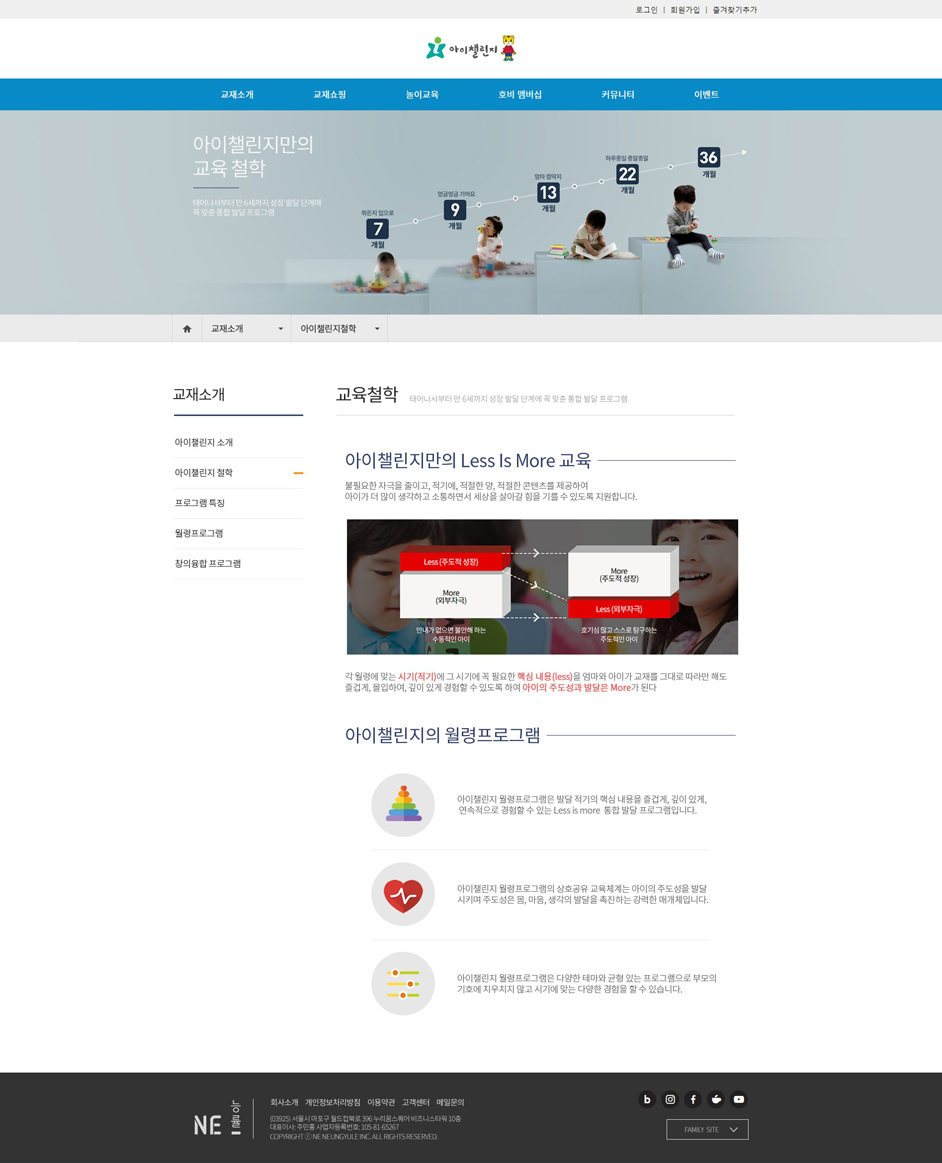 로그인 | 회원가입 | 즐겨찾기추가
아이챌린지
교재소개 교재쇼핑 놀이교육 호비 멤버십 커뮤니티 이벤트
아이챌린지만의
교육 철학
태어나서부터 만 6세까지 성장 발달 단계에
꼭 맞춘 통합 발달 프로그램
뭐든지 입으로
7
개월
엉금엉금 기어요
9
개월
엄마 껌딱지
13
개월
하루종일 종알종알
22
개월
36
개월
교재소개 아이챌린지철학
교재소개
아이챌린지 소개
아이챌린지 철학
프로그램 특징
월령프로그램
창의융합 프로그램
교육철학 태어나서부터 만 6세까지 성장 발달 단계에 꼭 맞춘 통합 발달 프로그램
아이챌린지만의 Less Is More 교육
불필요한 자극을 줄이고, 적기에, 적절한 양, 적절한 콘텐츠를 제공하여
아이가 더 많이 생각하고 소통하면서 세상을 살아갈 힘을 기를 수 있도록 지원합니다.
Less (주도적 성장)
More
(외부자극)
안내가 없으면 불안해 하는
수동적인 아이
More
(주도적 성장)
Less (외부자극)
호기심 많고 스스로 탐구하는
주도적인 아이
각 월령에 맞는 시기(적기)에 그 시기에 꼭 필요한 핵심 내용(less)을 엄마와 아이가 교재를 그대로 따라만 해도
즐겁게, 몰입하여, 깊이 있게 경험할 수 있도록 하여 아이의 주도성과 발달은 More가 된다
아이챌린지의 월령프로그램
아이챌린지 월령프로그램은 발달 적기의 핵심 내용을 즐겁게, 깊이 있게,
연속적으로 경험할 수 있는 Less is more 통합 발달 프로그램입니다.
아이챌린지 월령프로그램의 상호공유 교육체계는 아이의 주도성을 발달
시키며 주도성은 몸, 마음, 생각의 발달을 촉진하는 강력한 매개체입니다.
아이챌린지 월령프로그램은 다양한 테마와 균형 있는 프로그램으로 부모의
기호에 치우치지 않고 시기에 맞는 다양한 경험을 할 수 있습니다.
NE 능률
회사소개 개인정보처리방침 이용약관 고객센터 메일문의
(03925) 서울시 마포구 월드컵북로 396 누리꿈스퀘어 비즈니스타워 10층
대표이사: 주민홍 사업자등록번호: 105-81-65267
COPYRIGHT ⓒ NE NEUNGYULE INC. ALL RIGHTS RESERVED.
FAMILY SITE